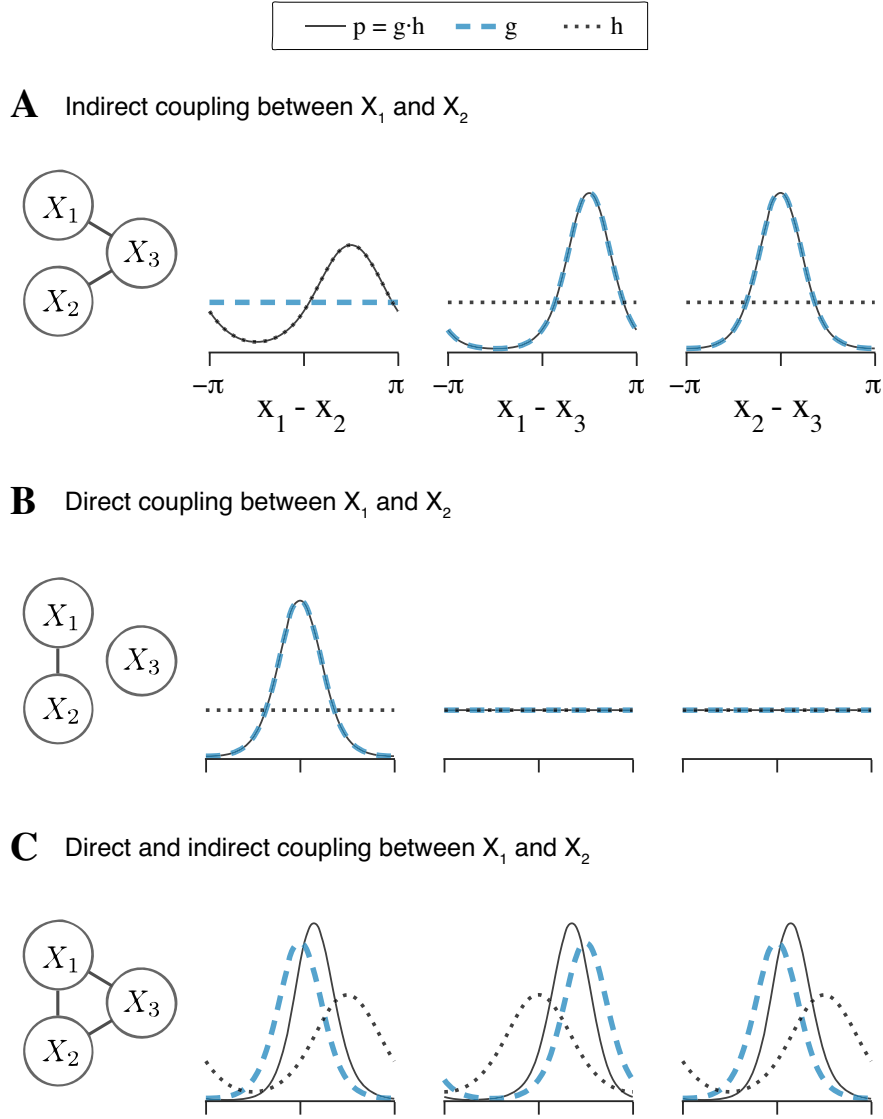 p = g·h g h
A Indirect coupling between X₁ and X₂
X₁
X₃
X₂
−π π −π π −π π
x₁ - x₂ x₁ - x₃ x₂ - x₃
B Direct coupling between X₁ and X₂
X₁
X₃
X₂
C Direct and indirect coupling between X₁ and X₂
X₁
X₃
X₂